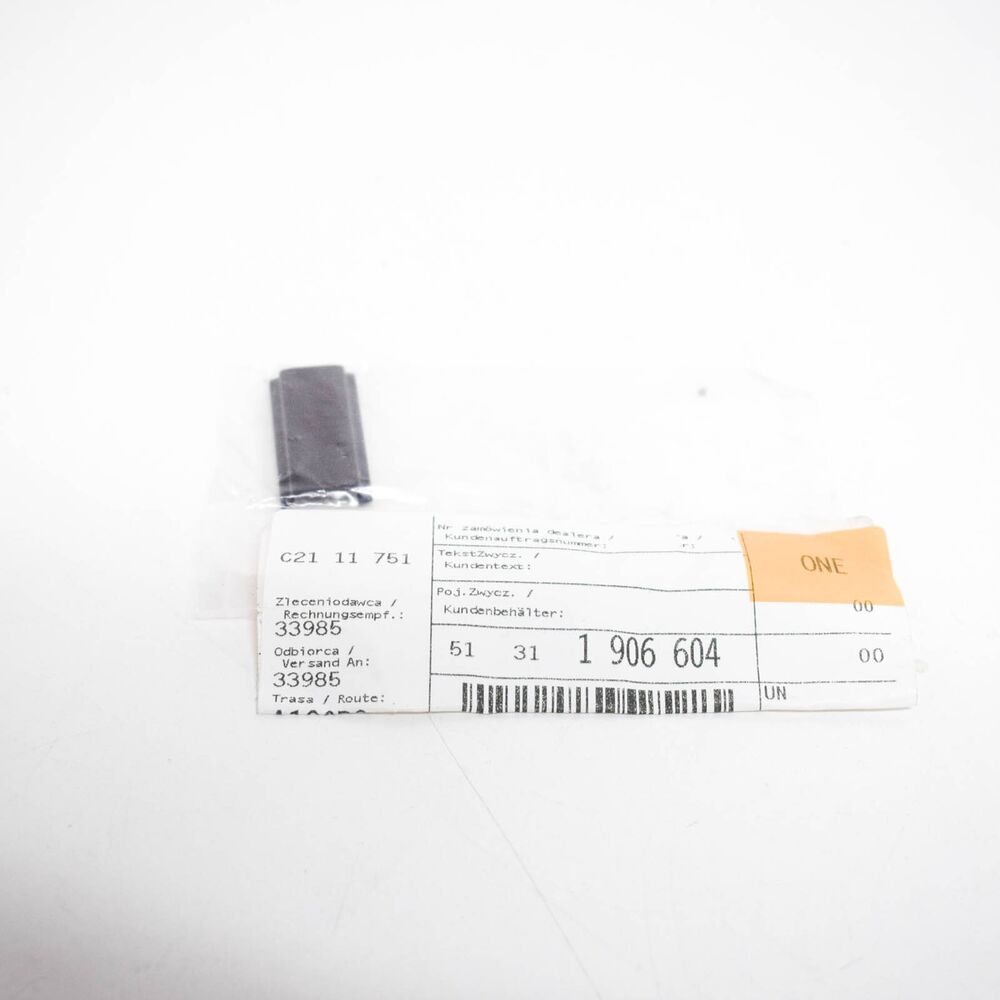 C21 11 751
Zleceniodawca /
Rechnungsempf.:
33985
Odbiorca /
Versand An:
33985
Trasa / Route:
Nr zamówienia dealera /
Kundenauftragsnummer:
TekstZwycz. /
Kundentext:
Poj.Zwycz. /
Kundenbehälter:
51 31 1 906 604
ONE
00
00
UN